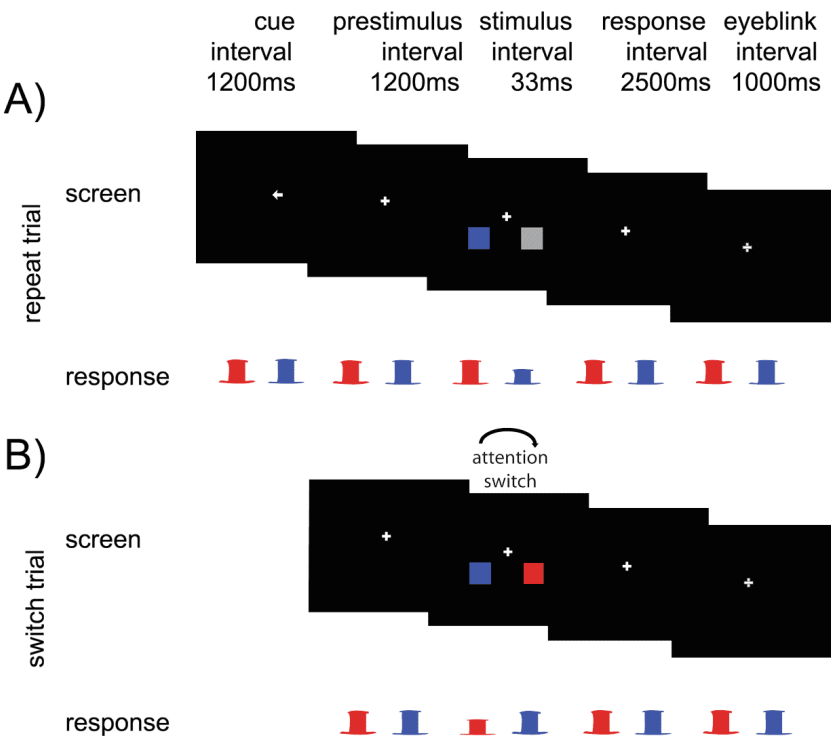 cue prestimulus stimulus response eyeblink
interval interval interval interval interval
1200ms 1200ms 33ms 2500ms 1000ms
A)
repeat trial
screen
response
B)
attention
switch
switch trial
screen
response